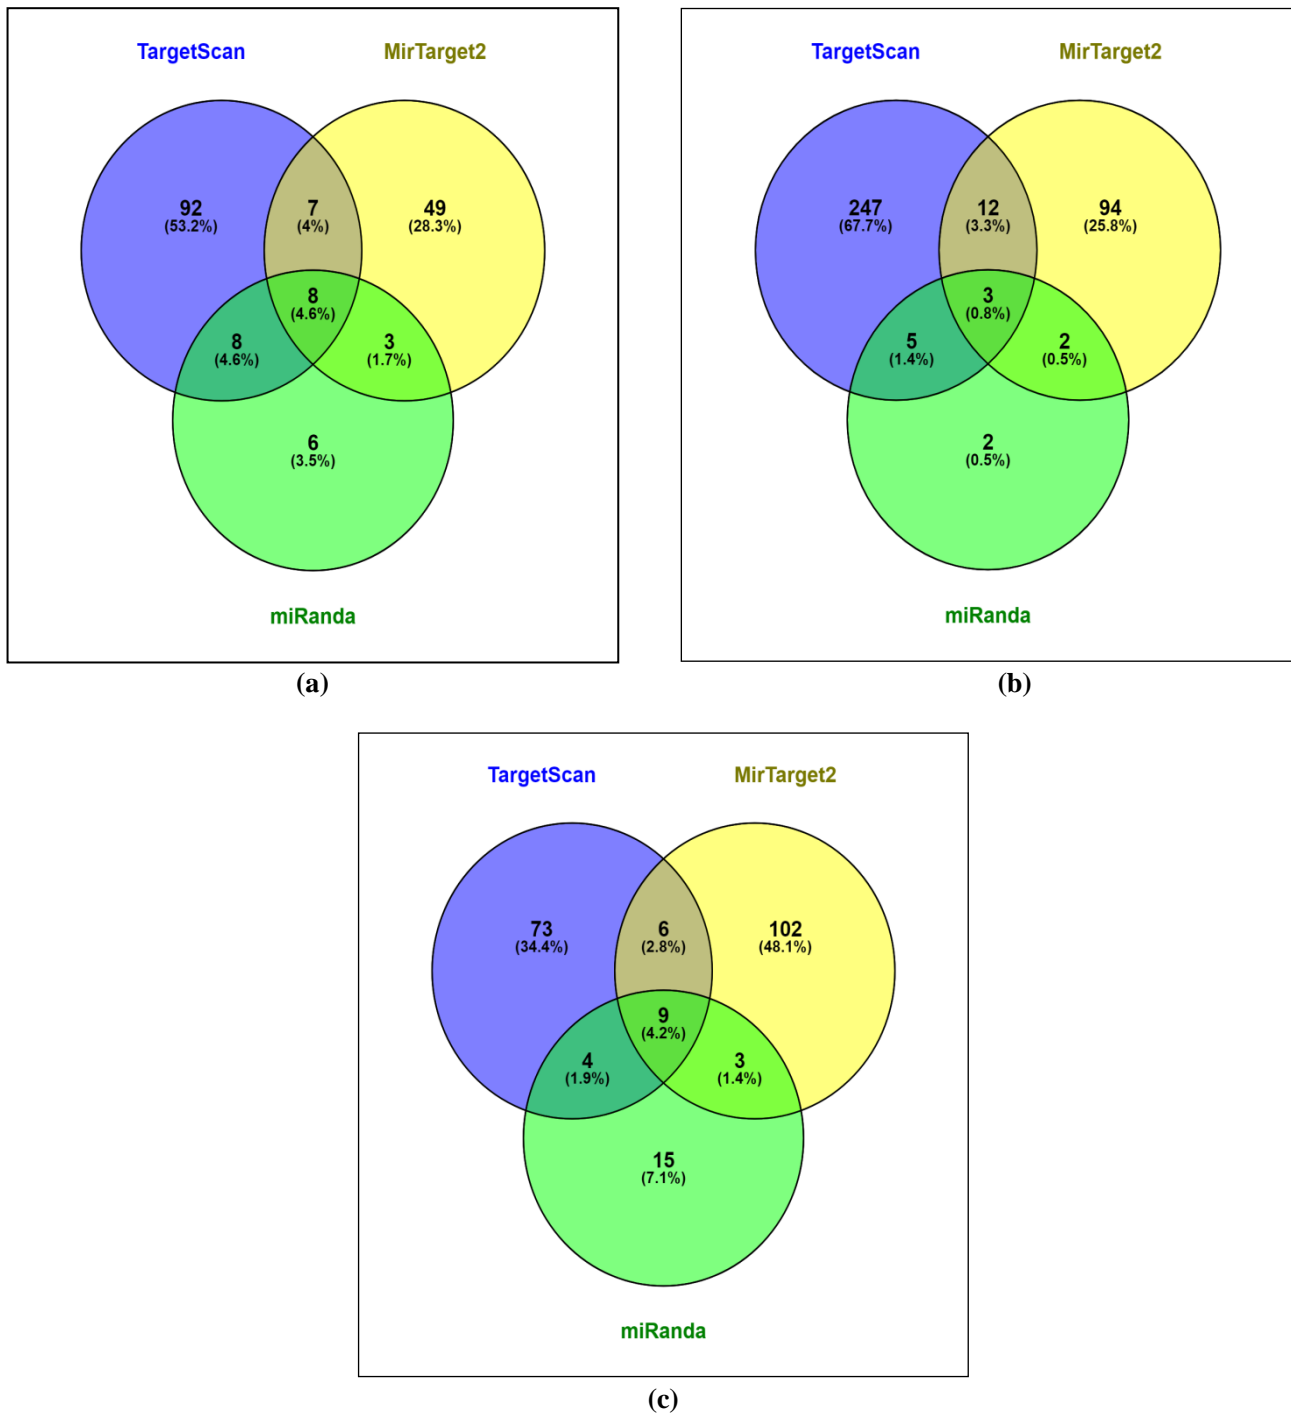 TargetScan MirTarget2
92 7 49
(53.2%) (4%) (28.3%)
8
(4.6%)
8 3
(4.6%) (1.7%)
6
(3.5%)
miRanda
(a)
TargetScan MirTarget2
247 12 94
(67.7%) (3.3%) (25.8%)
3
(0.8%)
5 2
(1.4%) (0.5%)
2
(0.5%)
miRanda
(b)
TargetScan MirTarget2
73 6 102
(34.4%) (2.8%) (48.1%)
9
(4.2%)
4 3
(1.9%) (1.4%)
15
(7.1%)
miRanda
(c)